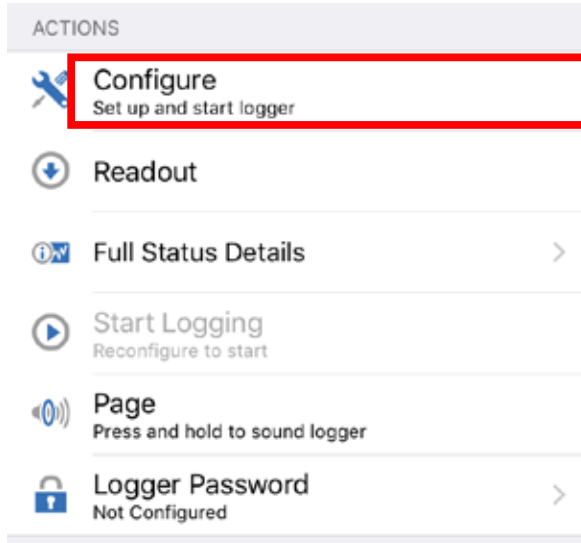 ACTIONS
Configure
Set up and start logger
Readout
Full Status Details
Start Logging
Reconfigure to start
Page
Press and hold to sound logger
Logger Password
Not Configured